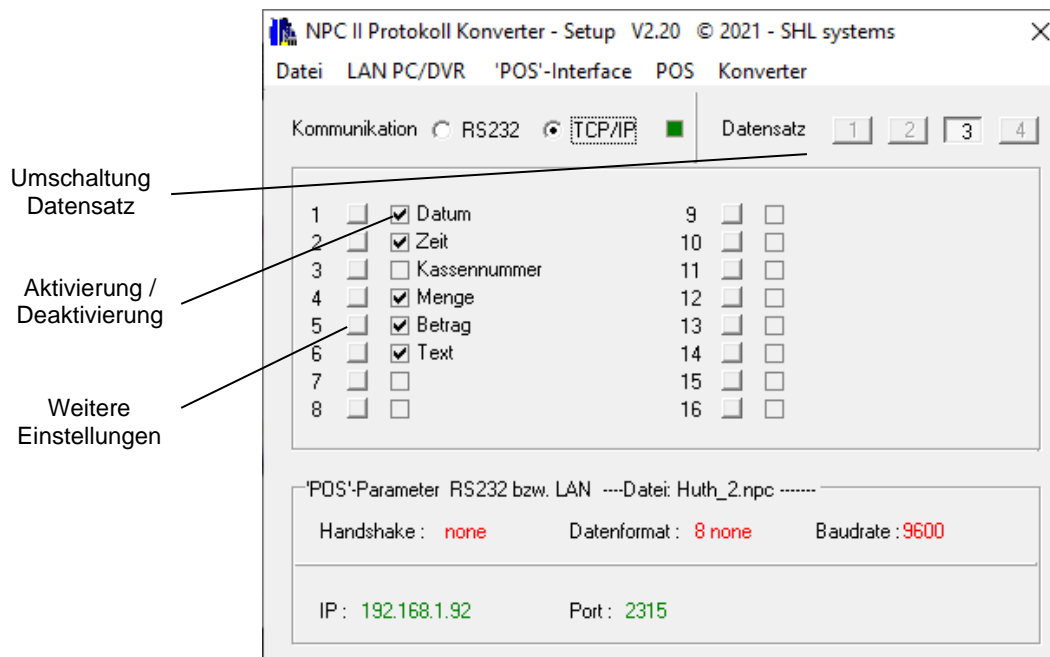 NPC II Protokoll Konverter - Setup V2.20 © 2021 - SHL systems
Datei LAN PC/DVR 'POS'-Interface POS Konverter
Kommunikation RS232 TCP/IP Datensatz 1 2 3 4
Umschaltung
Datensatz
1 Datum 9
2 Zeit 10
3 Kassennummer 11
Aktivierung /
Deaktivierung
4 Menge 12
5 Betrag 13
6 Text 14
7 15
8 16
Weitere
Einstellungen
'POS'-Parameter RS232 bzw. LAN ----Datei: Huth_2.npc -------
Handshake : none Datenformat : 8 none Baudrate : 9600
IP : 192.168.1.92 Port : 2315